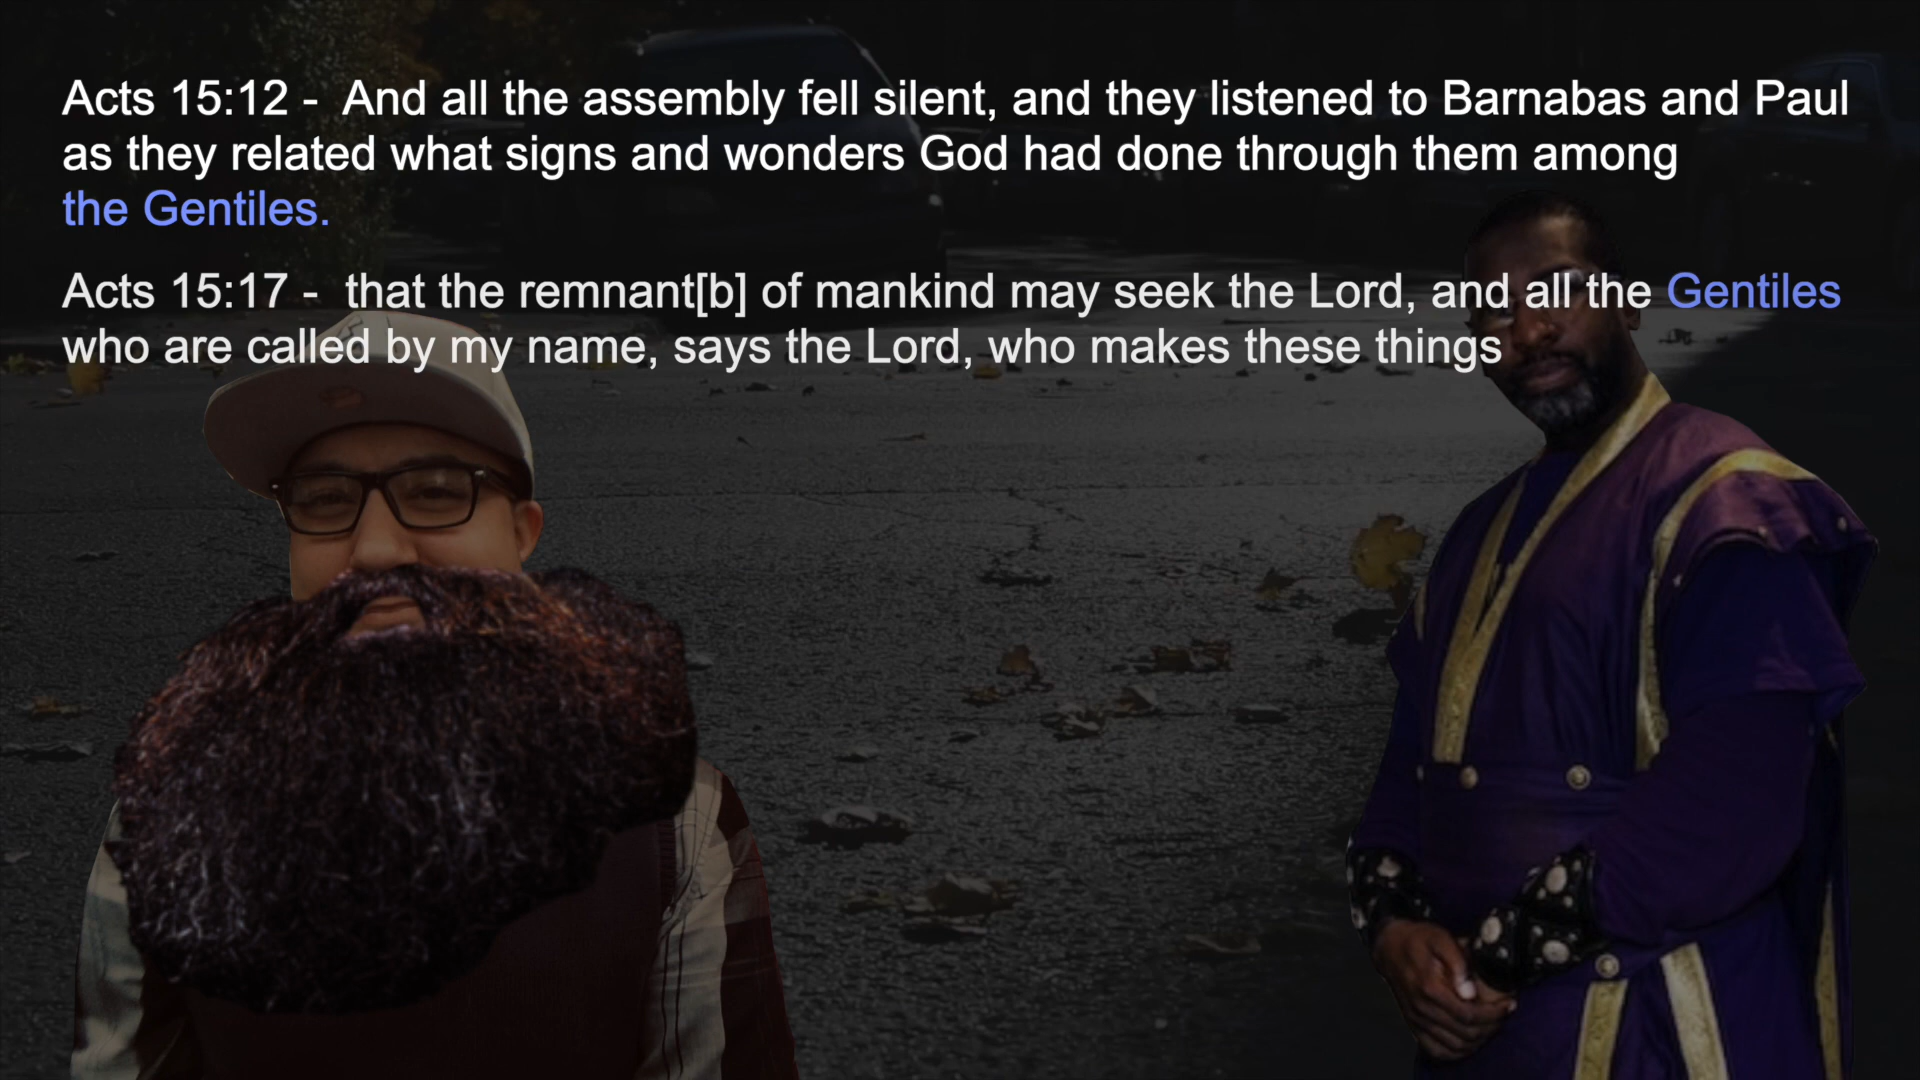 Acts 15:12 - And all the assembly fell silent, and they listened to Barnabas and Paul
as they related what signs and wonders God had done through them among
the Gentiles.
Acts 15:17 - that the remnant[b] of mankind may seek the Lord, and all the Gentiles
who are called by my name, says the Lord, who makes these things